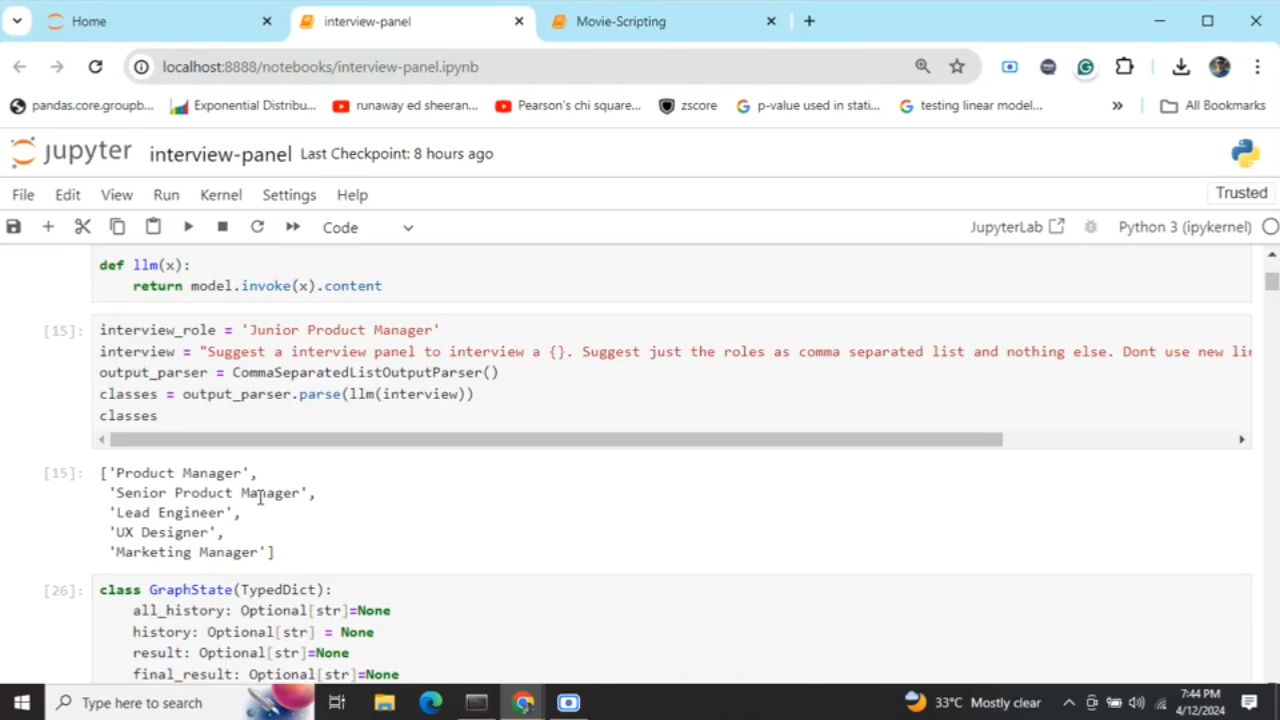 Home
interview-panel
Movie-Scripting
localhost:8888/notebooks/interview-panel.ipynb
pandas.core.groupb...
Exponential Distribu...
runaway ed sheeran...
Pearson's chi square...
zscore
p-value used in stati...
testing linear model...
All Bookmarks
jupyter interview-panel Last Checkpoint: 8 hours ago
File Edit View Run Kernel Settings Help
Trusted
Code
JupyterLab
Python 3 (ipykernel)
def llm(x):
return model.invoke(x).content
[15]: interview_role = 'Junior Product Manager'
interview = "Suggest a interview panel to interview a {}. Suggest just the roles as comma separated list and nothing else. Dont use new li
output_parser = CommaSeparatedListOutputParser()
classes = output_parser.parse(llm(interview))
classes
[15]: ['Product Manager',
'Senior Product Manager',
'Lead Engineer',
'UX Designer',
'Marketing Manager']
[26]: class GraphState(TypedDict):
all_history: Optional[str]=None
history: Optional[str] = None
result: Optional[str]=None
final_result: Optional[str]=None
Type here to search
33°C Mostly clear
7:44 PM
4/12/2024